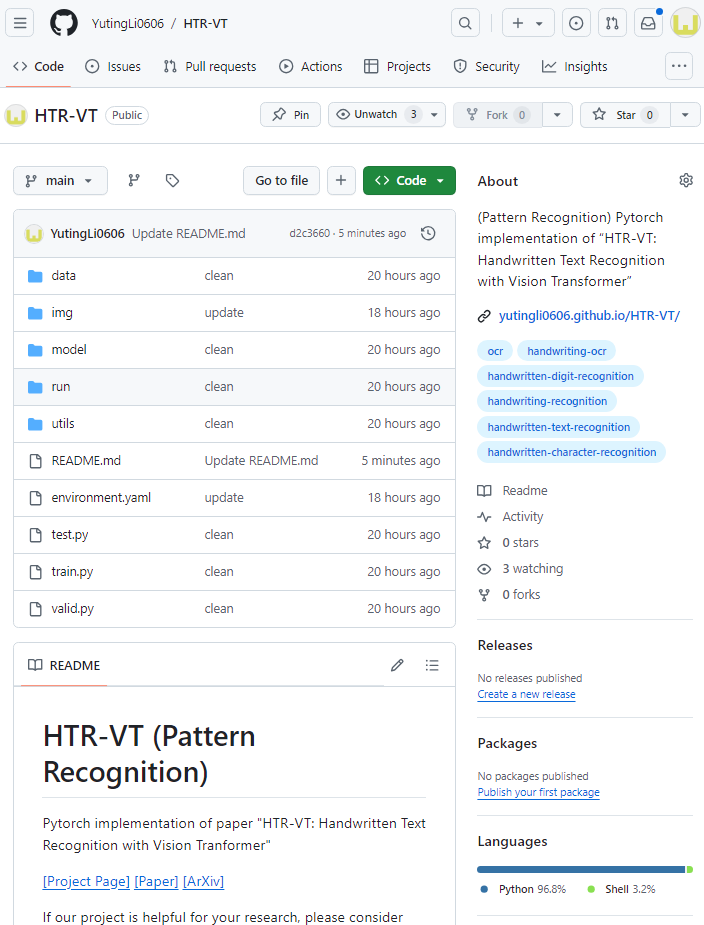 YutingLi0606 / HTR-VT
Code Issues Pull requests Actions Projects Security Insights
HTR-VT Public Pin Unwatch 3 Fork 0 Star 0
main Go to file Code
YutingLi0606 Update README.md d2c3660 · 5 minutes ago
data clean 20 hours ago
img update 18 hours ago
model clean 20 hours ago
run clean 20 hours ago
utils clean 20 hours ago
README.md Update README.md 5 minutes ago
environment.yaml update 18 hours ago
test.py clean 20 hours ago
train.py clean 20 hours ago
valid.py clean 20 hours ago
README
HTR-VT (Pattern
Recognition)
Pytorch implementation of paper "HTR-VT: Handwritten Text
Recognition with Vision Tranformer"
[Project Page] [Paper] [ArXiv]
If our project is helpful for your research, please consider
About
(Pattern Recognition) Pytorch
implementation of “HTR-VT:
Handwritten Text Recognition
with Vision Transformer”
yutingli0606.github.io/HTR-VT/
ocr handwriting-ocr
handwritten-digit-recognition
handwriting-recognition
handwritten-text-recognition
handwritten-character-recognition
Readme
Activity
0 stars
3 watching
0 forks
Releases
No releases published
Create a new release
Packages
No packages published
Publish your first package
Languages
Python 96.8% Shell 3.2%